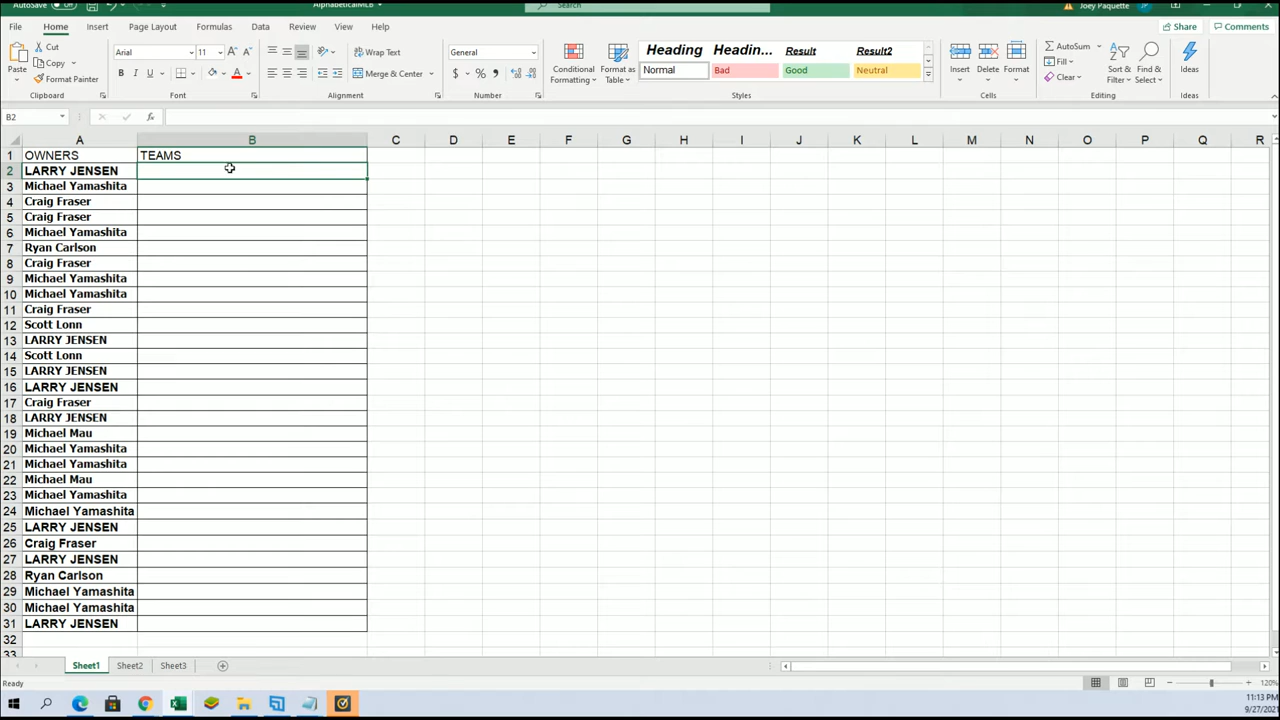 AutoSave
AlphabeticalMLB
Search
Joey Paquette
File Home Insert Page Layout Formulas Data Review View Help
Share Comments
Cut
Copy
Format Painter
Paste
Clipboard
Arial 11
B I U
Font
Wrap Text
Merge & Center
Alignment
General
$ % 9
Number
Conditional Formatting
Format as Table
Heading Headin... Result Result2
Normal Bad Good Neutral
Styles
Insert Delete Format
Cells
AutoSum
Fill
Clear
Sort & Filter
Find & Select
Editing
Ideas
Ideas
B2 fx
A B C D E F G H I J K L M N O P Q R
1 OWNERS TEAMS
2 LARRY JENSEN
3 Michael Yamashita
4 Craig Fraser
5 Craig Fraser
6 Michael Yamashita
7 Ryan Carlson
8 Craig Fraser
9 Michael Yamashita
10 Michael Yamashita
11 Craig Fraser
12 Scott Lonn
13 LARRY JENSEN
14 Scott Lonn
15 LARRY JENSEN
16 LARRY JENSEN
17 Craig Fraser
18 LARRY JENSEN
19 Michael Mau
20 Michael Yamashita
21 Michael Yamashita
22 Michael Mau
23 Michael Yamashita
24 Michael Yamashita
25 LARRY JENSEN
26 Craig Fraser
27 LARRY JENSEN
28 Ryan Carlson
29 Michael Yamashita
30 Michael Yamashita
31 LARRY JENSEN
32
33
Sheet1 Sheet2 Sheet3
Ready
120%
11:13 PM
9/27/2021